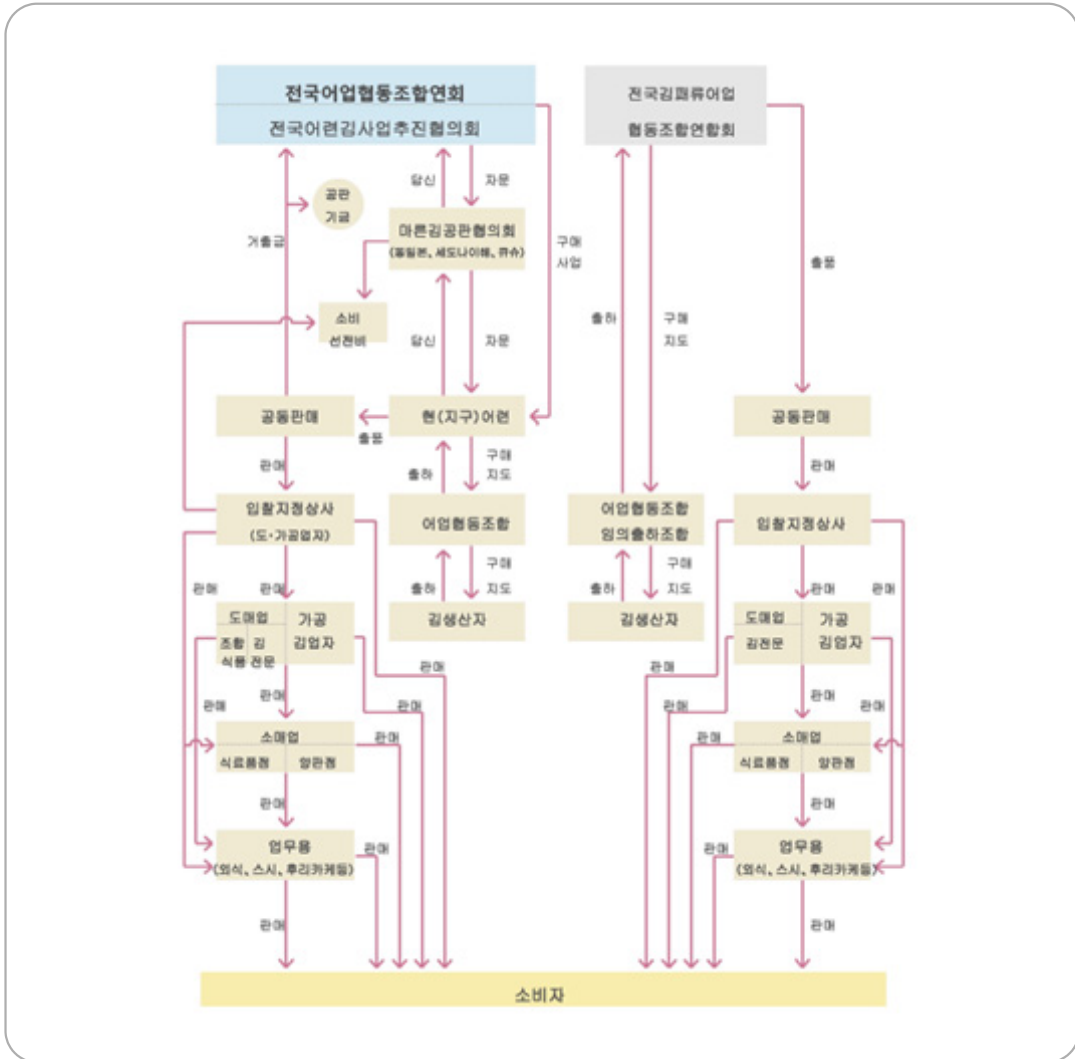 전국어업협동조합연회
전국어련김사업추진협의회
전국김패류어업
협동조합연합회
답신
자문
공판
기금
마른김공판협의회
(동일본、세도나이해、큐슈)
거출금
구매
사업
출품
소비
선전비
답신
자문
출하
구매
지도
공동판매
출품
현(지구)어련
공동판매
판매
출하
구매
지도
판매
입찰지정상사
(도·가공업자)
어업협동조합
어업협동조합
임의출하조합
입찰지정상사
판매
판매
출하
구매
지도
출하
구매
지도
판매
판매
도매업
조합
식품
김
전문
가공
김업자
김생산자
김생산자
도매업
김전문
가공
김업자
판매
판매
판매
판매
판매
판매
판매
판매
판매
소매업
식료품점
양판점
소매업
식료품점
양판점
판매
판매
업무용
(외식、스시、후리카케등)
판매
판매
업무용
(외식、스시、후리카케등)
판매
판매
소비자